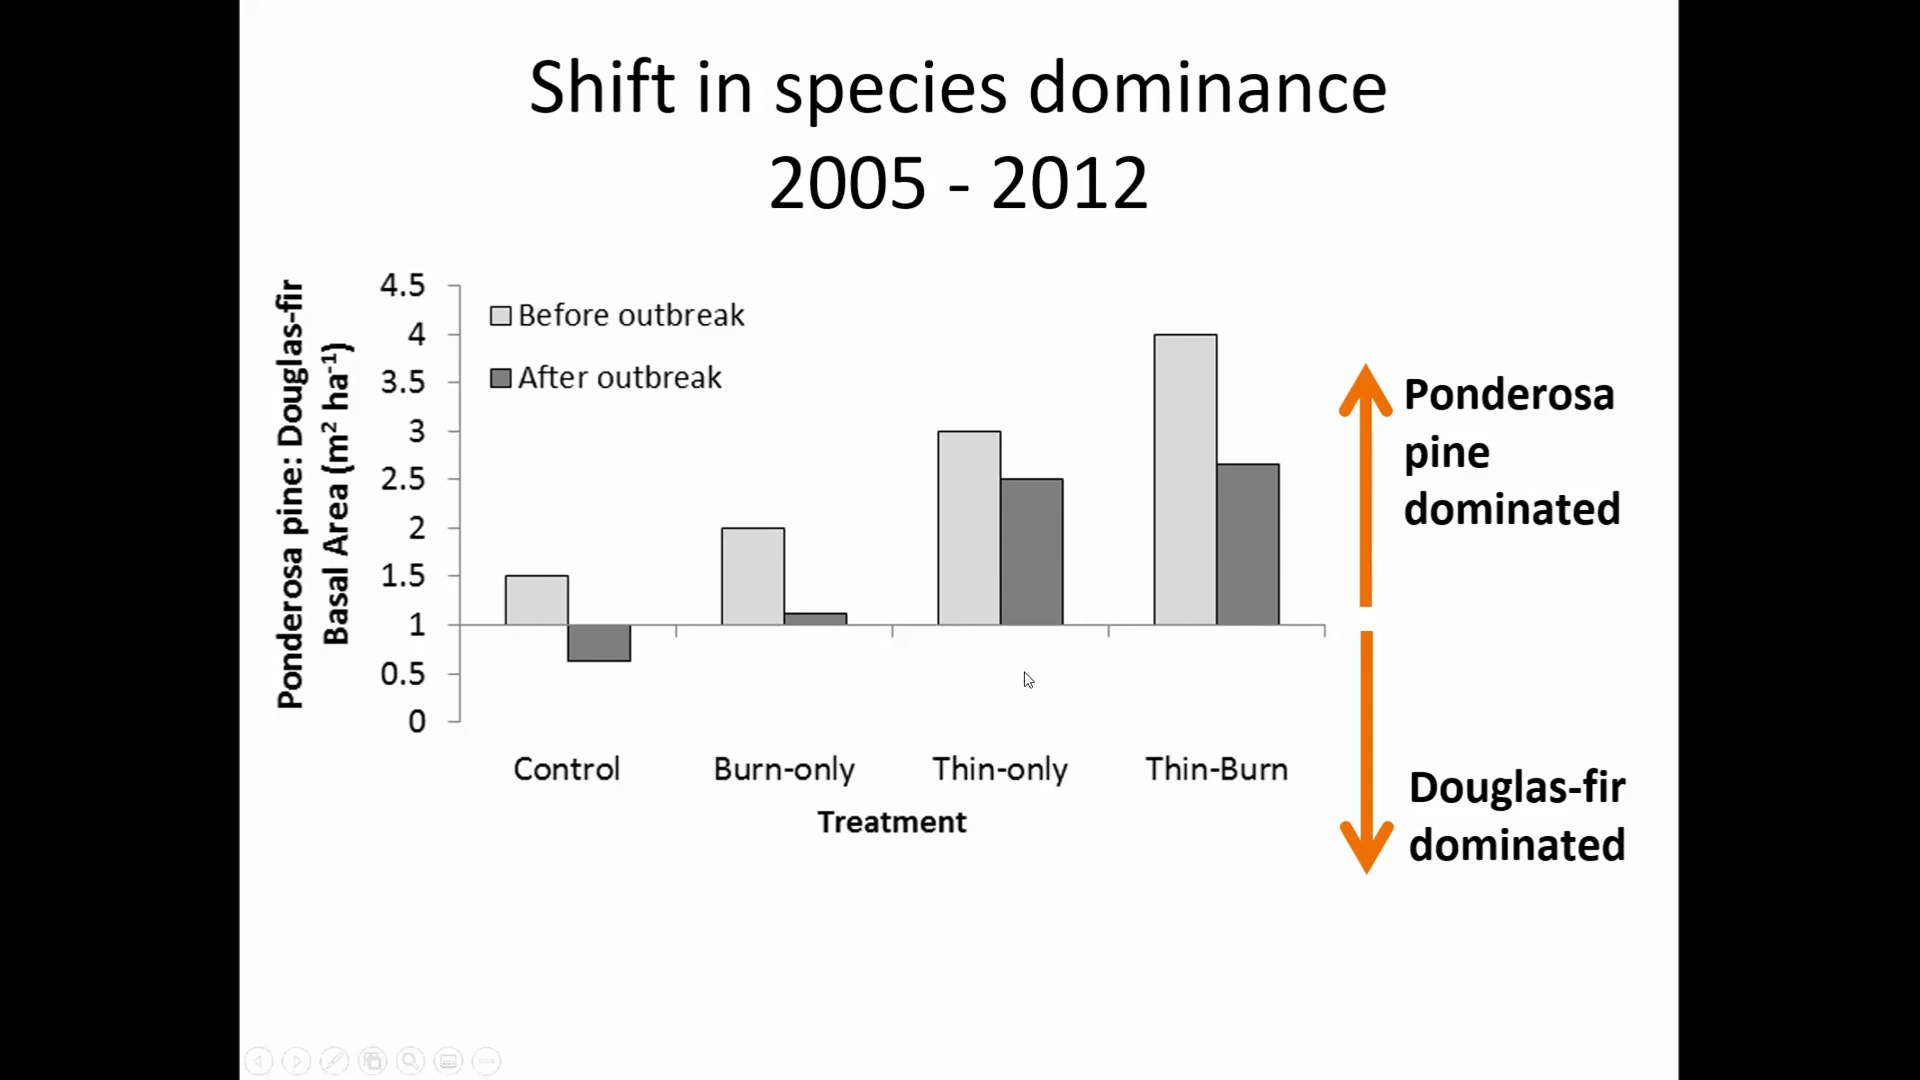 Shift in species dominance
2005 - 2012
Ponderosa pine: Douglas-fir
Basal Area (m² ha⁻¹)
4.5
4
3.5
3
2.5
2
1.5
1
0.5
0
Before outbreak
After outbreak
Control
Burn-only
Thin-only
Thin-Burn
Treatment
Ponderosa
pine
dominated
Douglas-fir
dominated